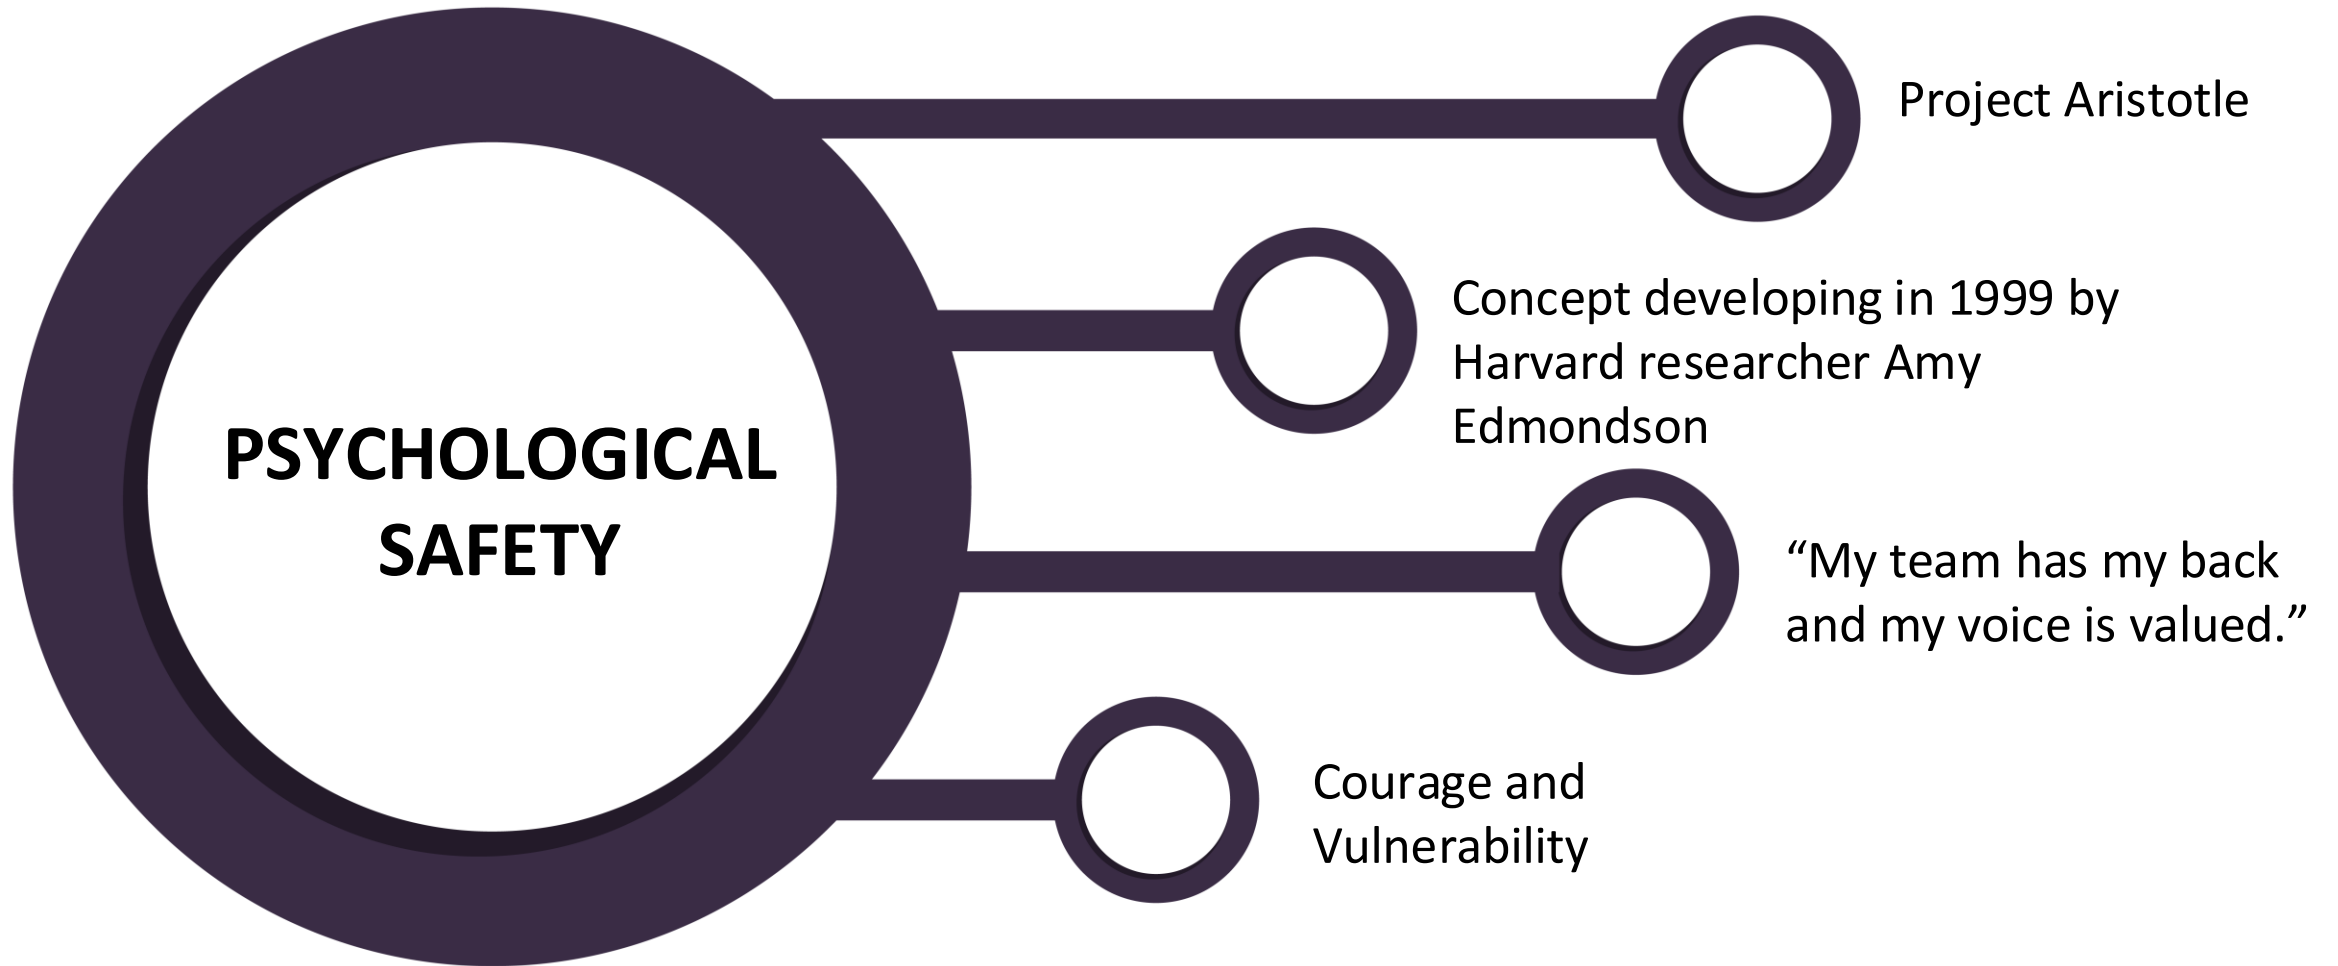 PSYCHOLOGICAL
SAFETY
Project Aristotle
Concept developing in 1999 by
Harvard researcher Amy
Edmondson
“My team has my back
and my voice is valued.”
Courage and
Vulnerability